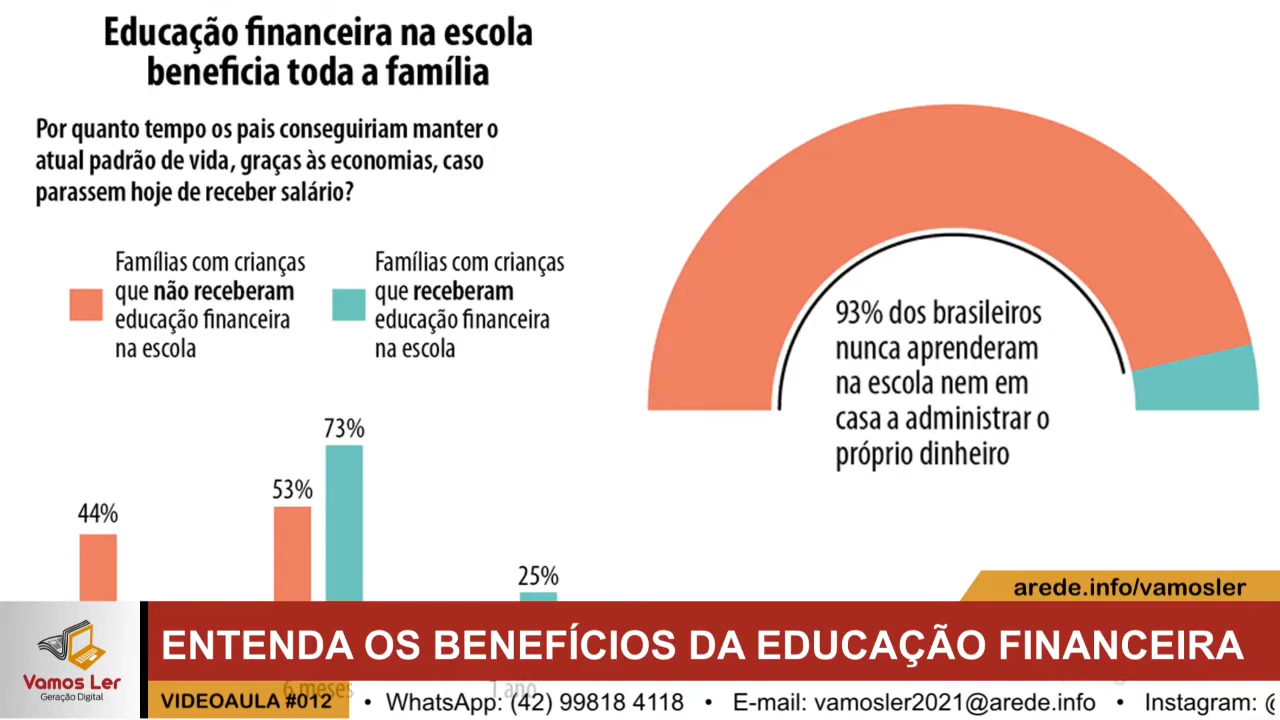 Educação financeira na escola
beneficia toda a família
Por quanto tempo os pais conseguiriam manter o
atual padrão de vida, graças às economias, caso
parassem hoje de receber salário?
Famílias com crianças
que não receberam
educação financeira
na escola
Famílias com crianças
que receberam
educação financeira
na escola
93% dos brasileiros
nunca aprenderam
na escola nem em
casa a administrar o
próprio dinheiro
44%
53%
73%
25%
arede.info/vamosler
ENTENDA OS BENEFÍCIOS DA EDUCAÇÃO FINANCEIRA
Vamos Ler
Geração Digital
6 meses
1 ano
VIDEOAULA #012 • WhatsApp: (42) 99818 4118 • E-mail: vamosler2021@arede.info • Instagram: @